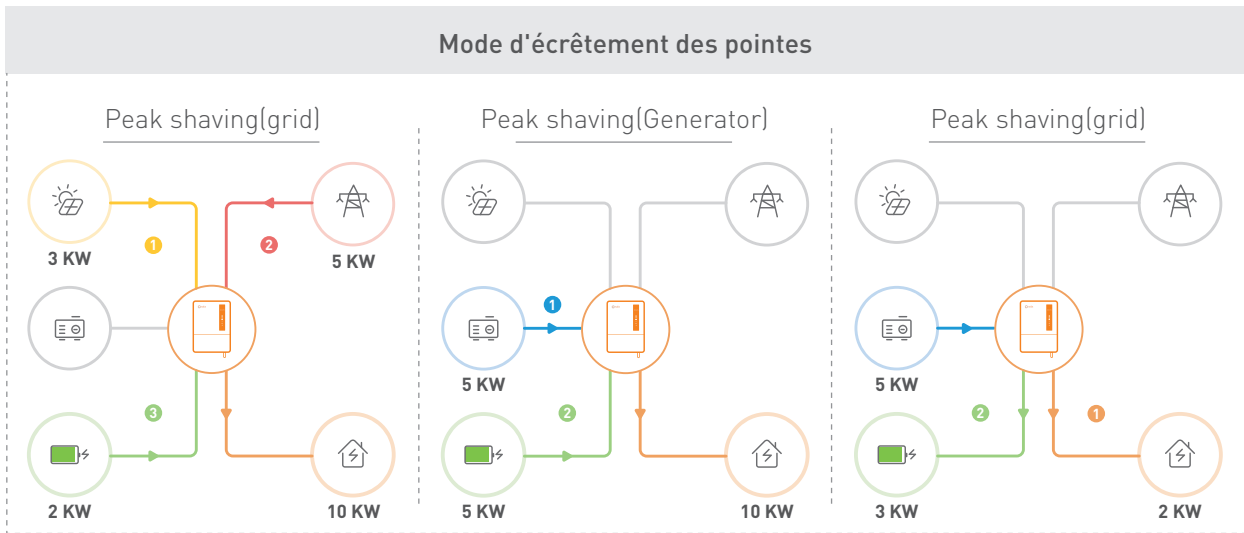 Mode d'écrêtement des pointes
Peak shaving(grid)
3 KW
1
2
5 KW
3
2 KW
10 KW
Peak shaving(Generator)
1
5 KW
2
5 KW
10 KW
Peak shaving(grid)
5 KW
2
1
3 KW
2 KW